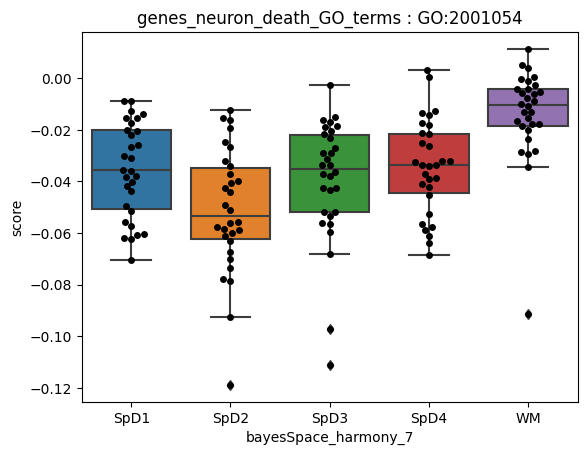 genes_neuron_death_GO_terms : GO:2001054
0.00
−0.02
−0.04
−0.06
−0.08
−0.10
−0.12
score
SpD1 SpD2 SpD3 SpD4 WM
bayesSpace_harmony_7